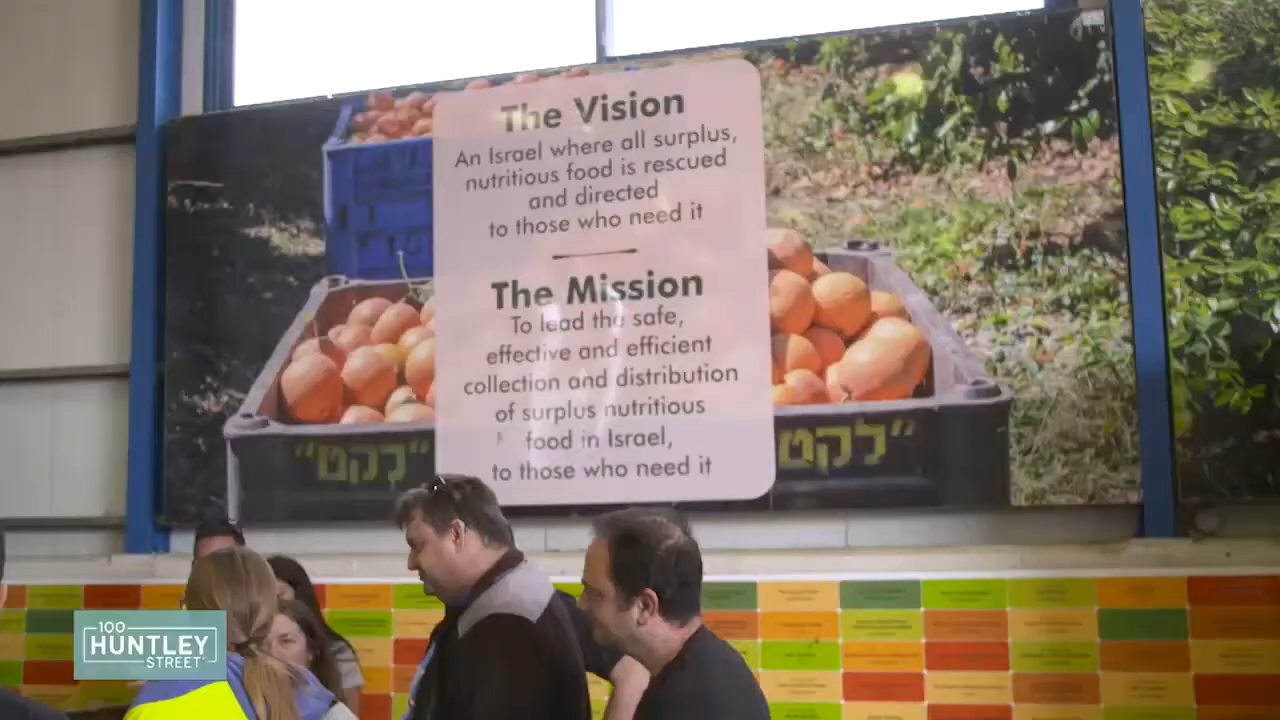 The Vision
An Israel where all surplus,
nutritious food is rescued
and directed
to those who need it
The Mission
To lead the safe,
effective and efficient
collection and distribution
of surplus nutritious
food in Israel,
to those who need it
"לקט"
"לקט"
100
HUNTLEY
STREET